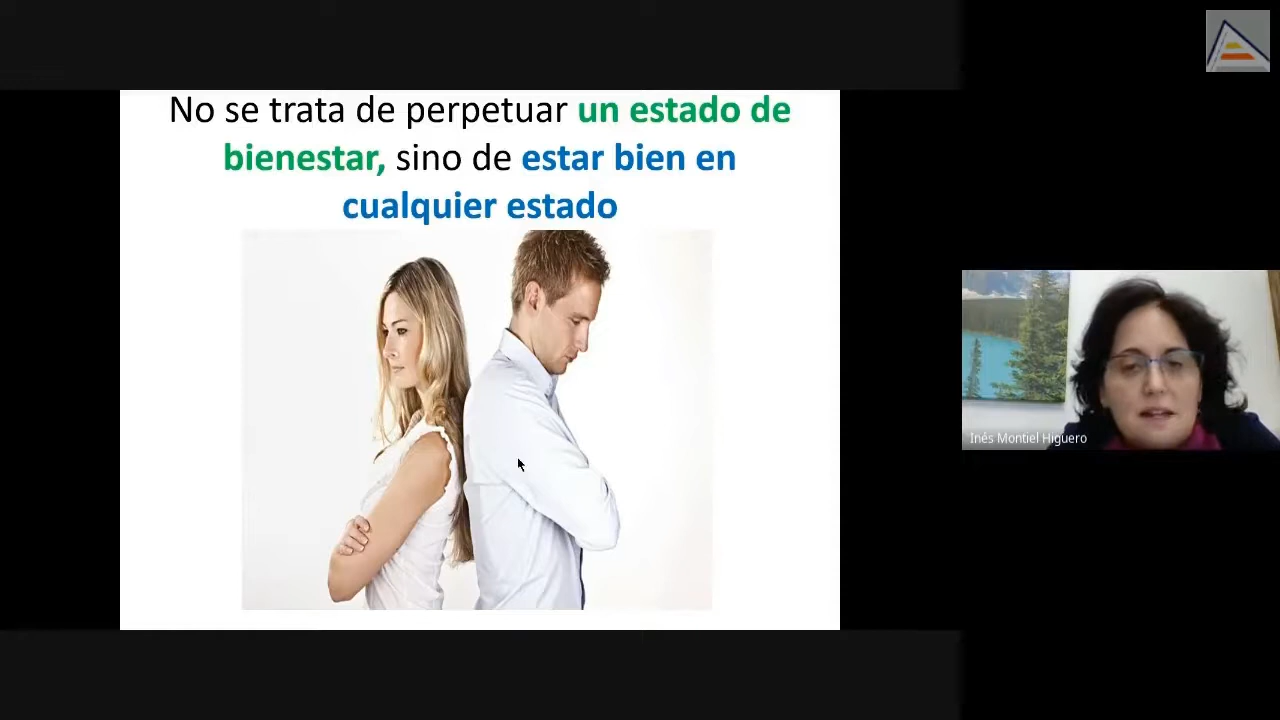 No se trata de perpetuar un estado de
bienestar, sino de estar bien en
cualquier estado
Inés Montiel Higuero